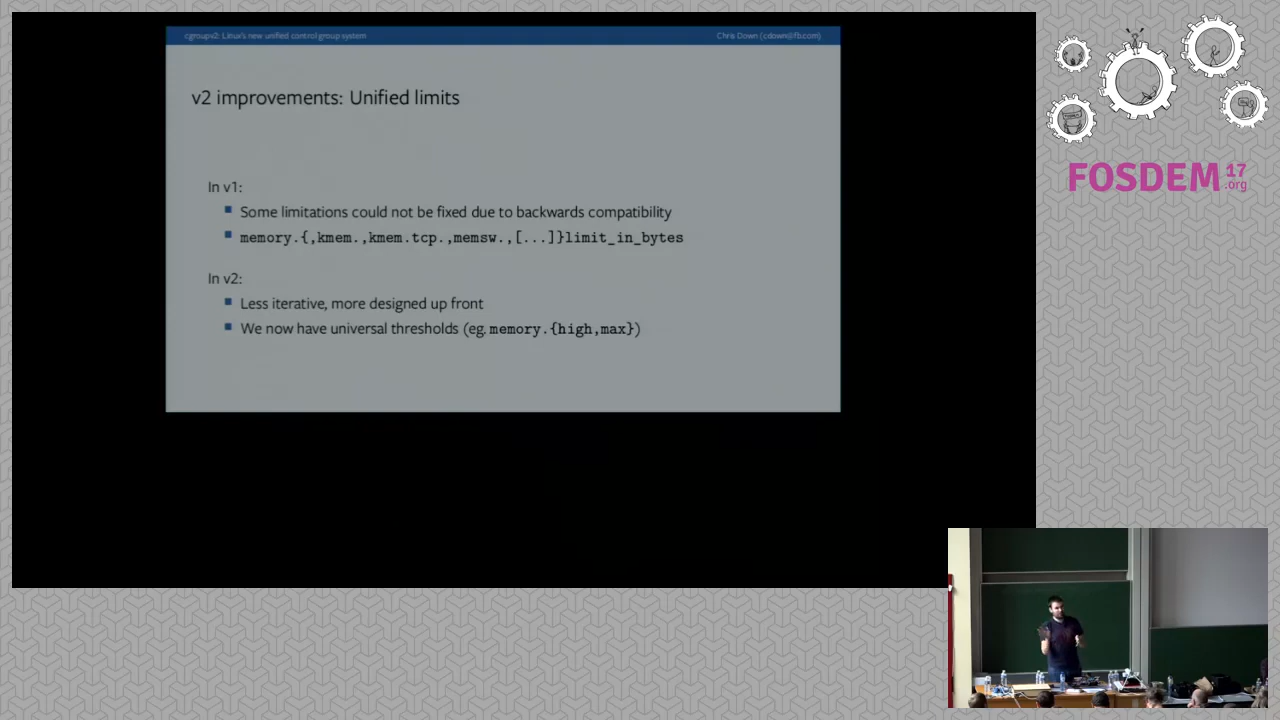 cgroupv2: Linux's new unified control group system
Chris Down (cdown@fb.com)
v2 improvements: Unified limits
In v1:
Some limitations could not be fixed due to backwards compatibility
memory.{,kmem.,kmem.tcp.,memsw.,[...]}limit_in_bytes
In v2:
Less iterative, more designed up front
We now have universal thresholds (eg. memory.{high,max})
FOSDEM 17
.org